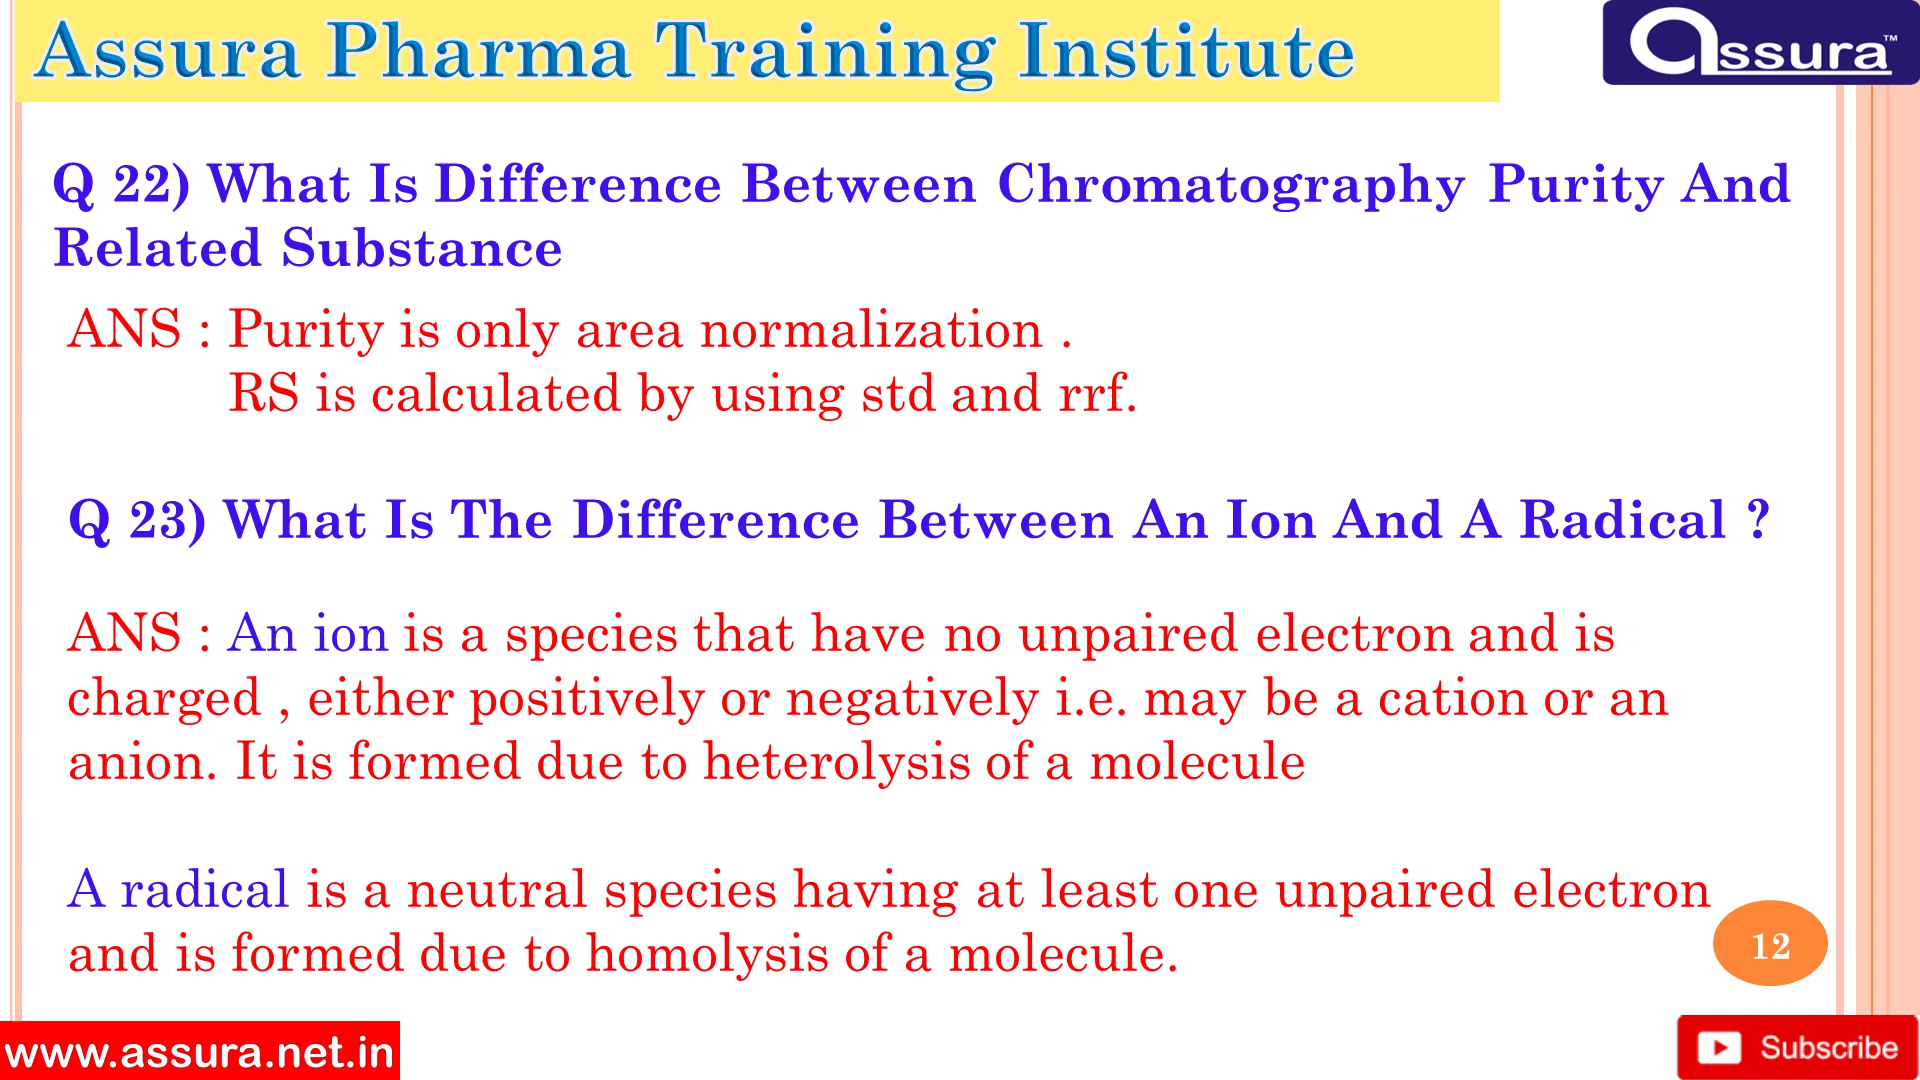 Assura Pharma Training Institute
assura™
Q 22) What Is Difference Between Chromatography Purity And
Related Substance
ANS : Purity is only area normalization .
RS is calculated by using std and rrf.
Q 23) What Is The Difference Between An Ion And A Radical ?
ANS : An ion is a species that have no unpaired electron and is
charged , either positively or negatively i.e. may be a cation or an
anion. It is formed due to heterolysis of a molecule
A radical is a neutral species having at least one unpaired electron
and is formed due to homolysis of a molecule.
12
www.assura.net.in
Subscribe